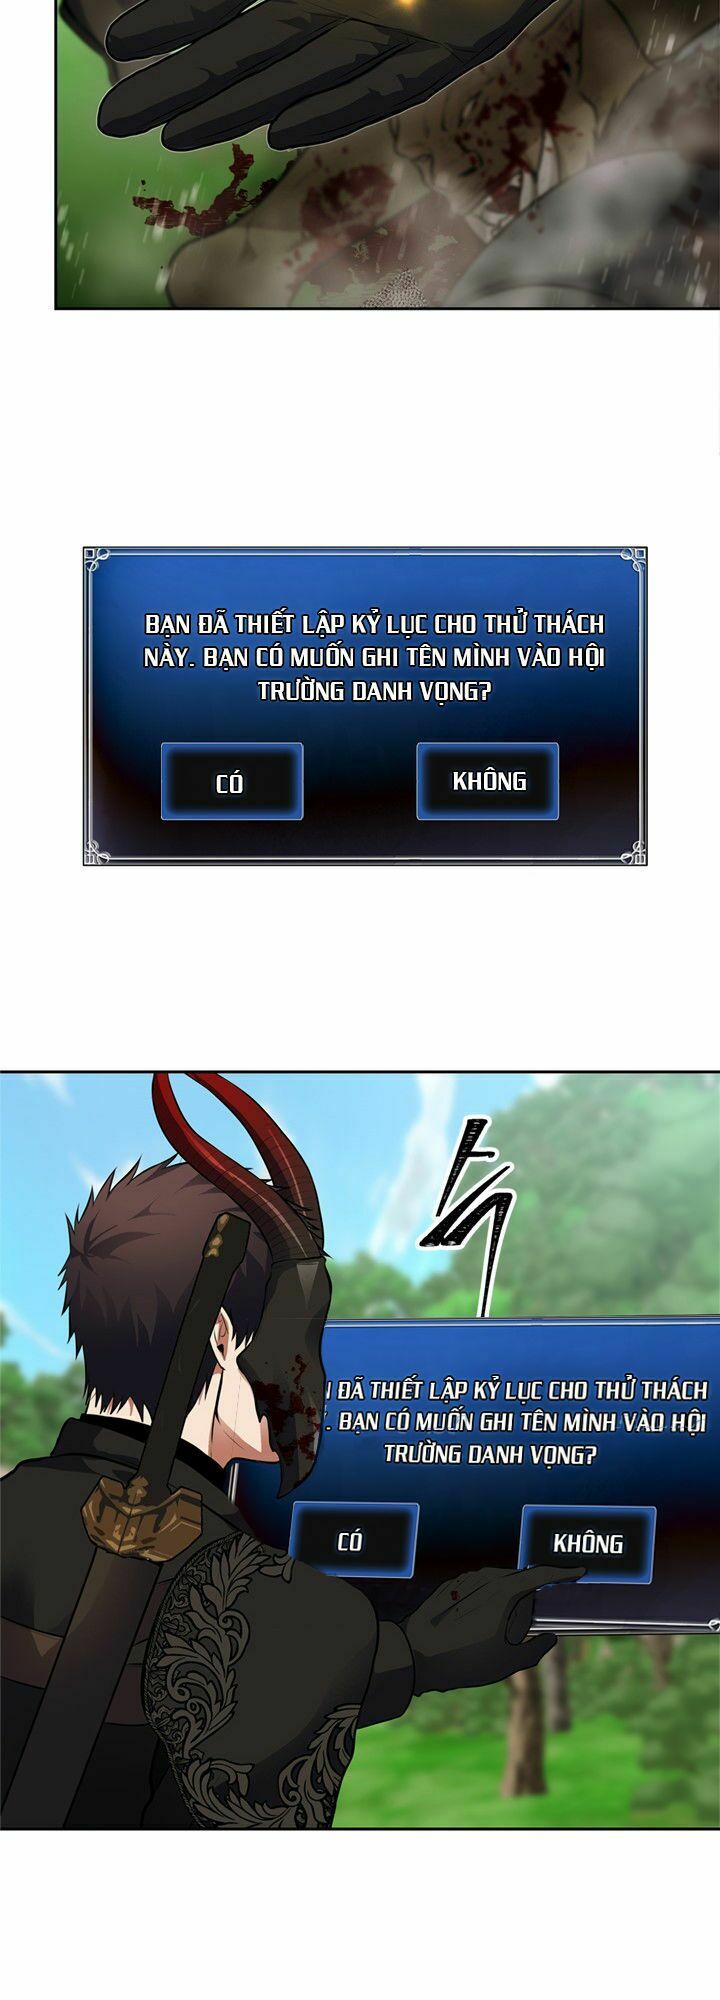 BẠN ĐÃ THIẾT LẬP KỶ LỤC CHO THỬ THÁCH
NÀY. BẠN CÓ MUỐN GHI TÊN MÌNH VÀO HỘI
TRƯỜNG DANH VỌNG?
CÓ
KHÔNG
ĐÃ THIẾT LẬP KỶ LỤC CHO THỬ THÁCH
. BẠN CÓ MUỐN GHI TÊN MÌNH VÀO HỘI
TRƯỜNG DANH VỌNG?
CÓ
KHÔNG